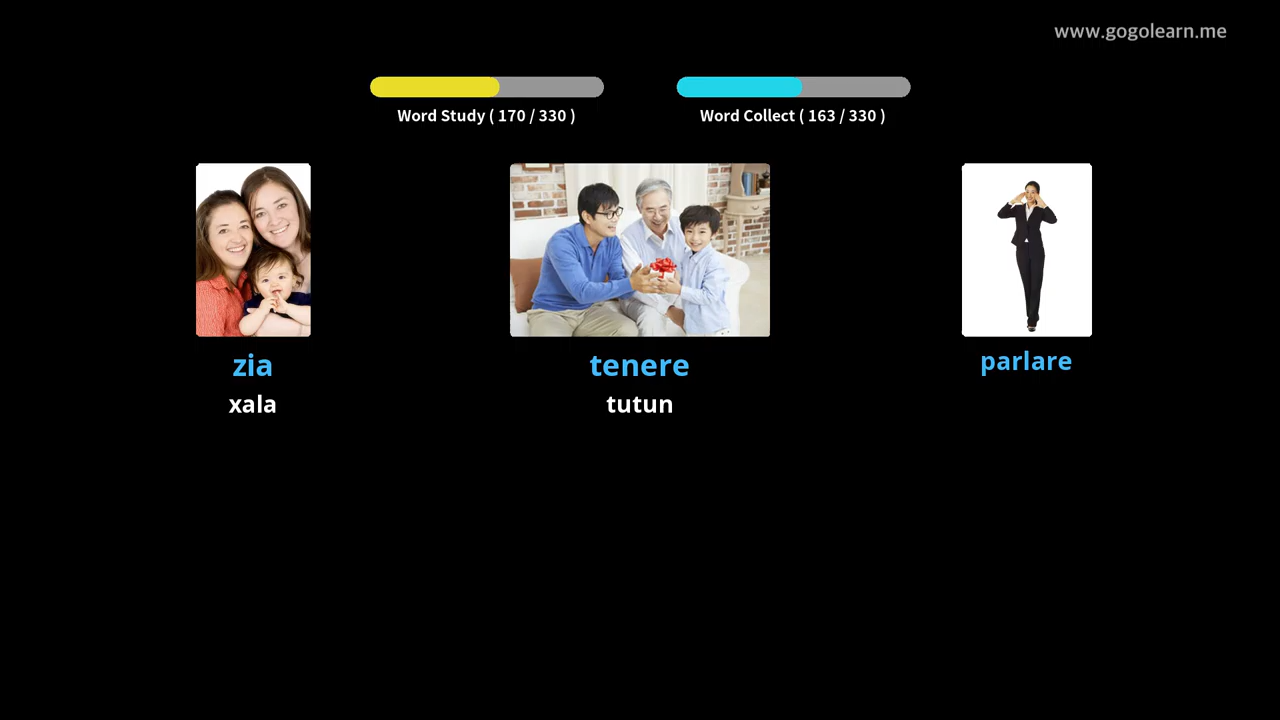 www.gogolearn.me
Word Study ( 170 / 330 )
Word Collect ( 163 / 330 )
zia
xala
tenere
tutun
parlare